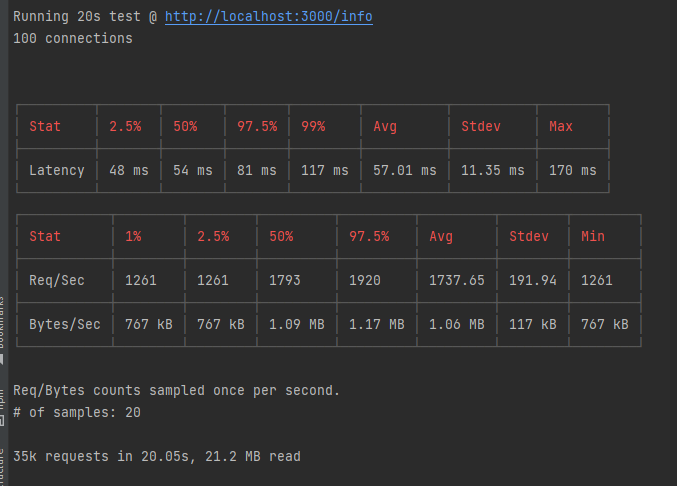 Running 20s test @ http://localhost:3000/info
100 connections
Stat 2.5% 50% 97.5% 99% Avg Stdev Max
Latency 48 ms 54 ms 81 ms 117 ms 57.01 ms 11.35 ms 170 ms
Stat 1% 2.5% 50% 97.5% Avg Stdev Min
Req/Sec 1261 1261 1793 1920 1737.65 191.94 1261
Bytes/Sec 767 kB 767 kB 1.09 MB 1.17 MB 1.06 MB 117 kB 767 kB
Req/Bytes counts sampled once per second.
# of samples: 20
35k requests in 20.05s, 21.2 MB read